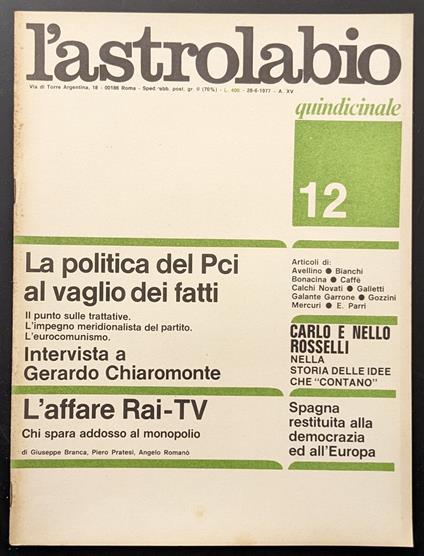 l'astrolabio
Via di Torre Argentina, 18 - 00186 Roma - Sped. abb. post. gr. II (70%) - L. 400 - 28-6-1977 - A. XV
quindicinale
12
La politica del Pci
al vaglio dei fatti
Il punto sulle trattative.
L'impegno meridionalista del partito.
L'eurocomunismo.
Intervista a
Gerardo Chiaromonte
L'affare Rai-TV
Chi spara addosso al monopolio
di Giuseppe Branca, Piero Pratesi, Angelo Romanò
Articoli di:
Avellino ● Bianchi
Bonacina ● Caffè
Calchi Novati ● Galletti
Galante Garrone ● Gozzini
Mercuri ● E. Parri
CARLO E NELLO
ROSSELLI
NELLA
STORIA DELLE IDEE
CHE "CONTANO"
Spagna
restituita alla
democrazia
ed all'Europa